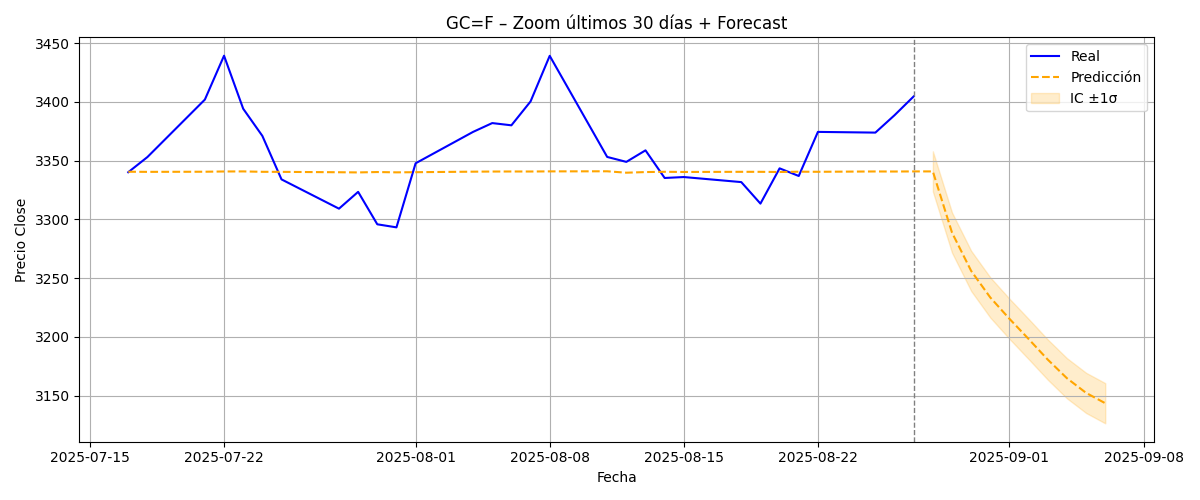 GC=F – Zoom últimos 30 días + Forecast
Real
Predicción
IC ±1σ
Precio Close
3450
3400
3350
3300
3250
3200
3150
2025-07-15
2025-07-22
2025-08-01
2025-08-08
2025-08-15
2025-08-22
2025-09-01
2025-09-08
Fecha